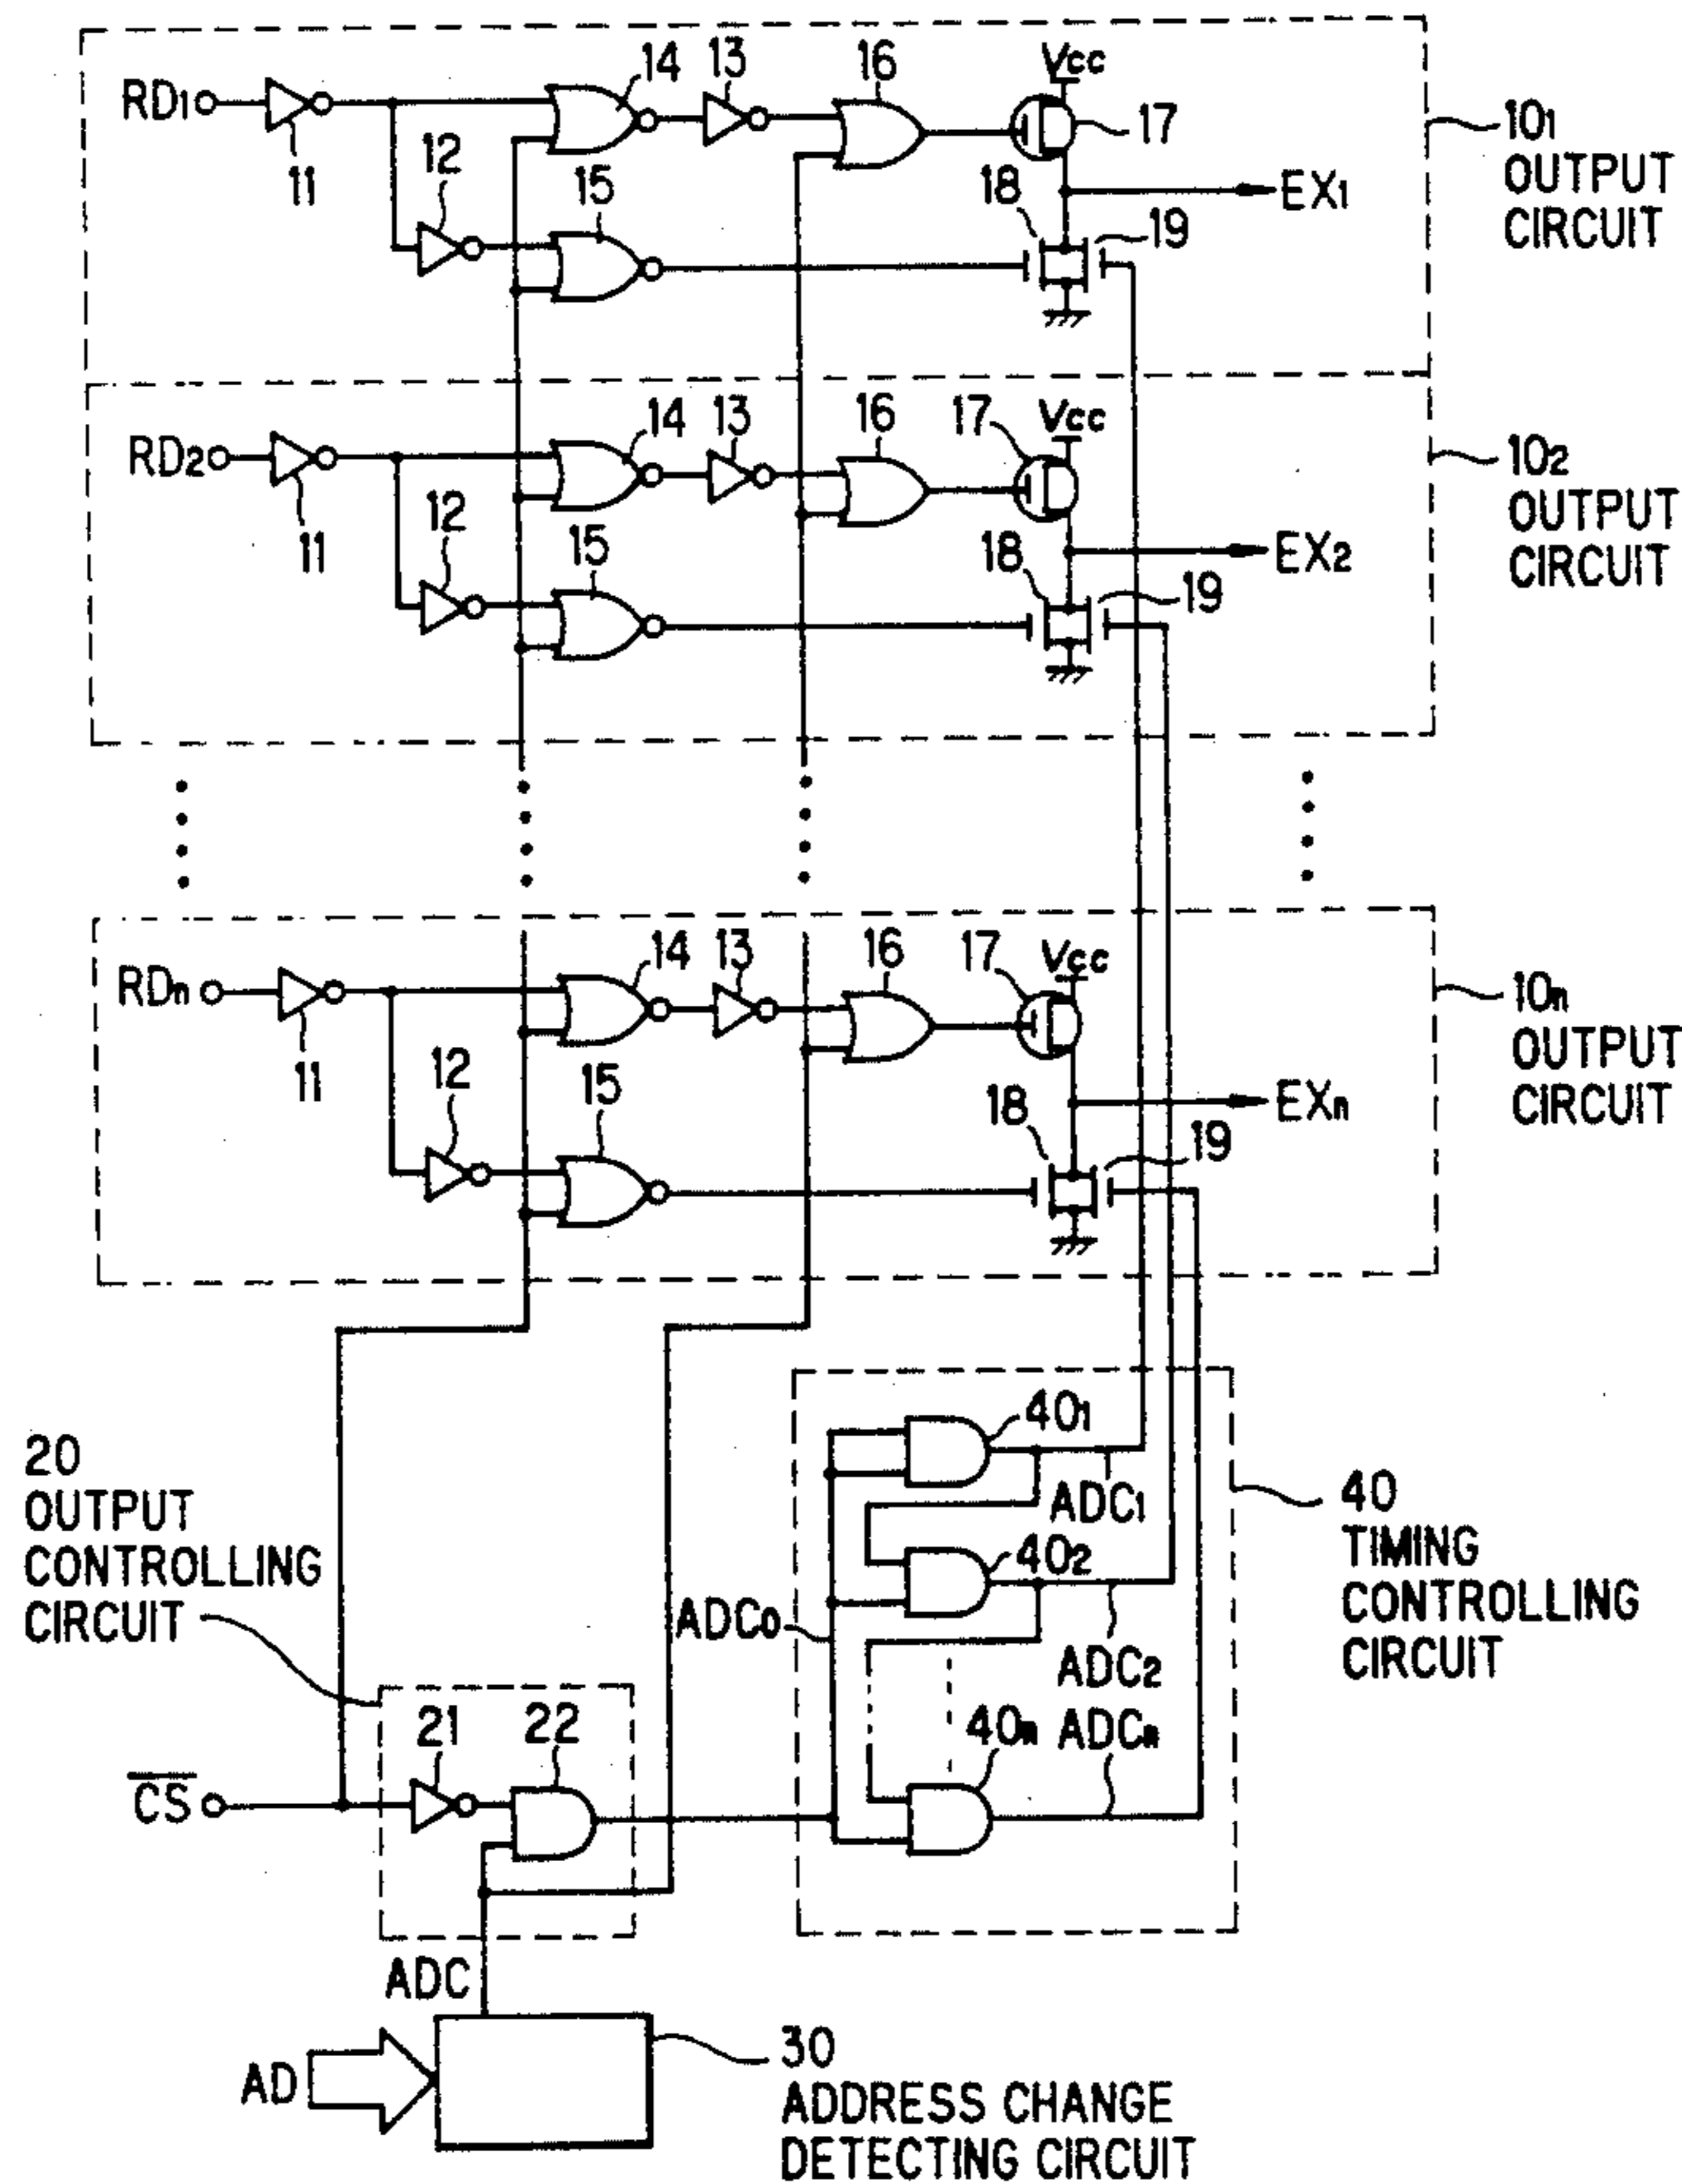 14 13 16 Vcc
RD1 17 101
11 12 15 18 EX1 OUTPUT
19 CIRCUIT
14 13 16 17 Vcc
RD2 102
11 12 15 18 EX2 OUTPUT
19 CIRCUIT
14 13 16 17 Vcc
RDn 10n
11 12 15 18 EXn OUTPUT
19 CIRCUIT
401
20
OUTPUT
CONTROLLING
CIRCUIT
ADC1
40
TIMING
CONTROLLING
CIRCUIT
402
ADC0
ADC2
21 22 40n ADCn
CS
ADC
AD
30
ADDRESS CHANGE
DETECTING CIRCUIT